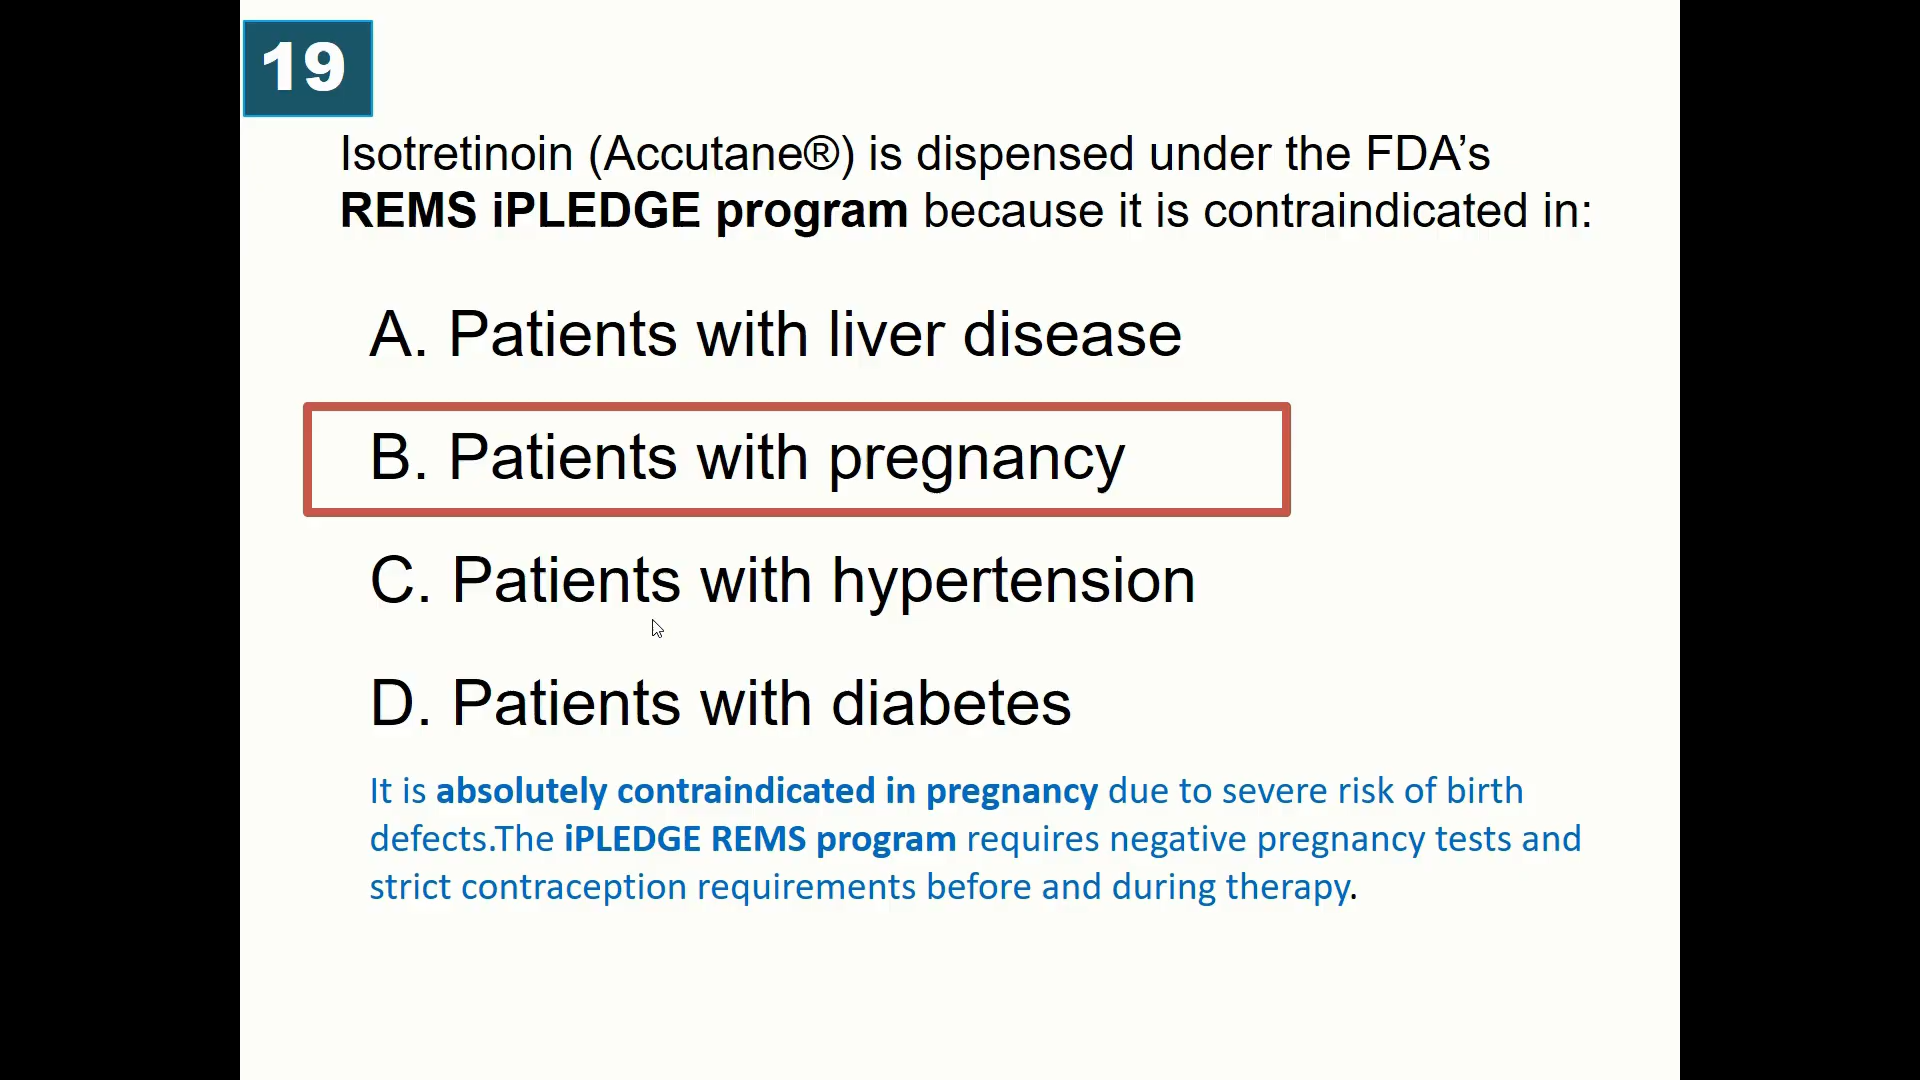 19
Isotretinoin (Accutane®) is dispensed under the FDA’s
REMS iPLEDGE program because it is contraindicated in:
A. Patients with liver disease
B. Patients with pregnancy
C. Patients with hypertension
D. Patients with diabetes
It is absolutely contraindicated in pregnancy due to severe risk of birth
defects.The iPLEDGE REMS program requires negative pregnancy tests and
strict contraception requirements before and during therapy.